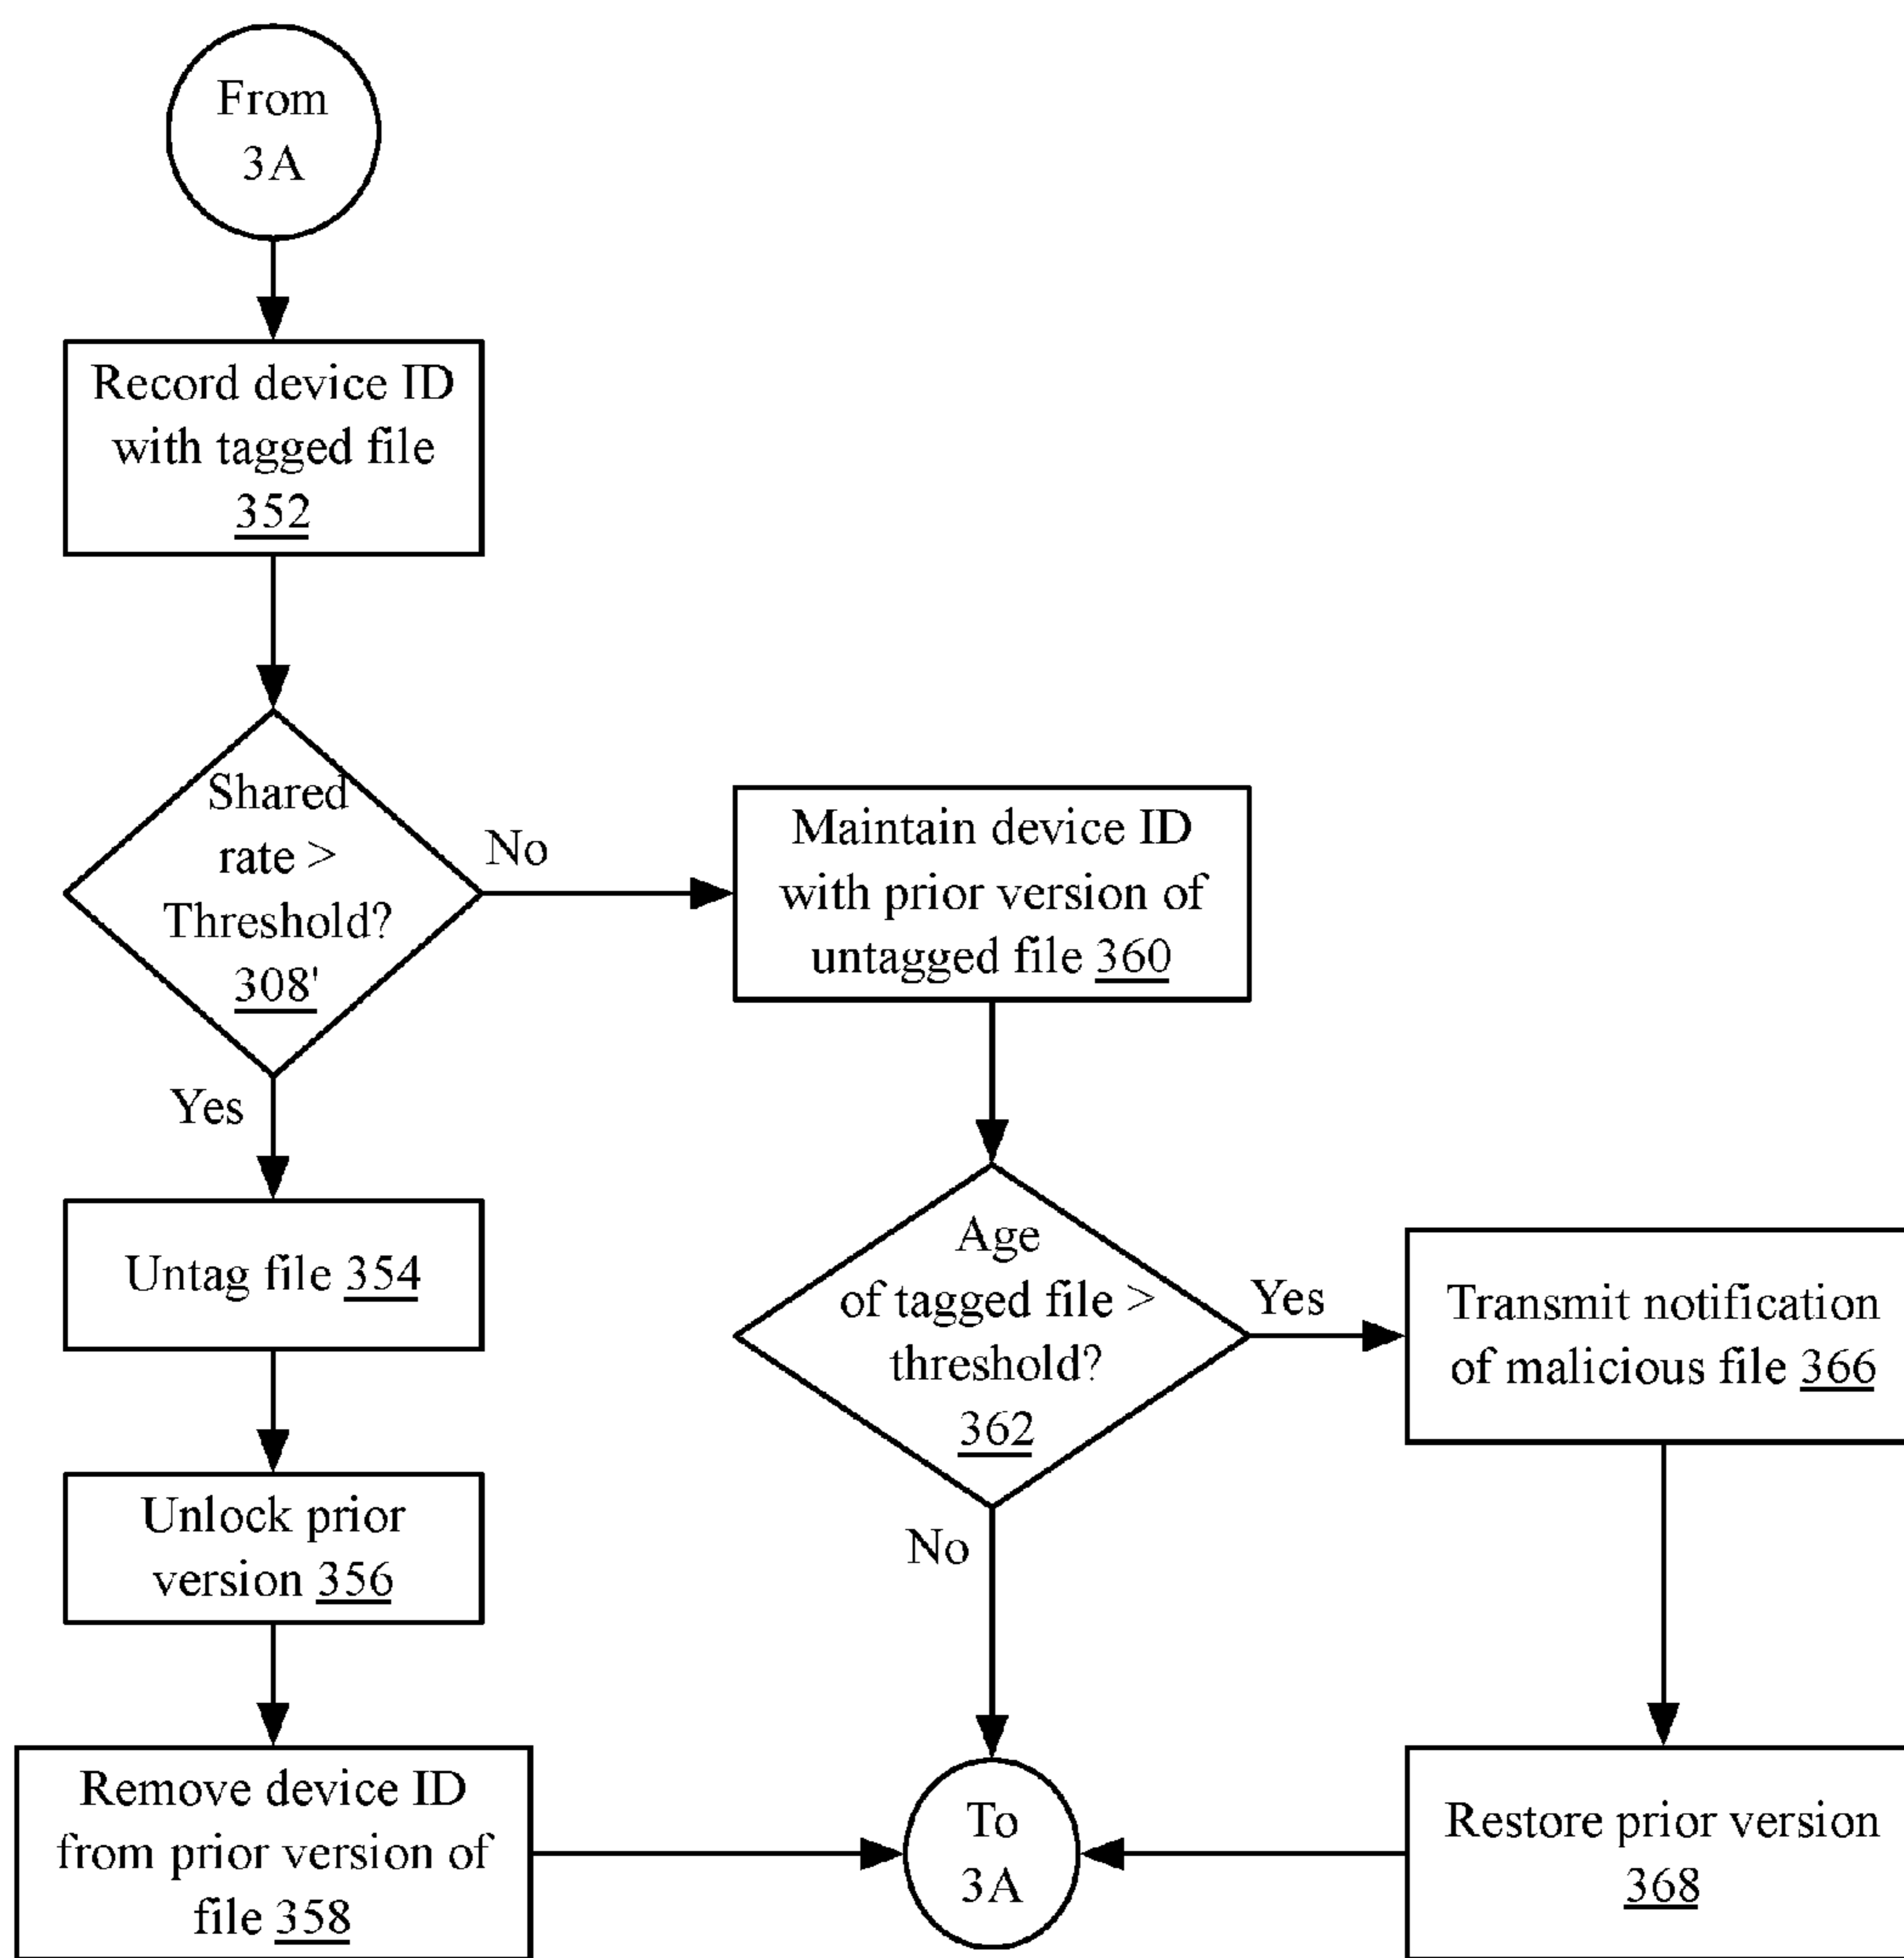 From
3A
Record device ID
with tagged file
352
Shared
rate >
Threshold?
308'
No
Yes
Maintain device ID
with prior version of
untagged file 360
Untag file 354
Age
of tagged file >
threshold?
362
Yes
No
Transmit notification
of malicious file 366
Unlock prior
version 356
Remove device ID
from prior version of
file 358
To
3A
Restore prior version
368